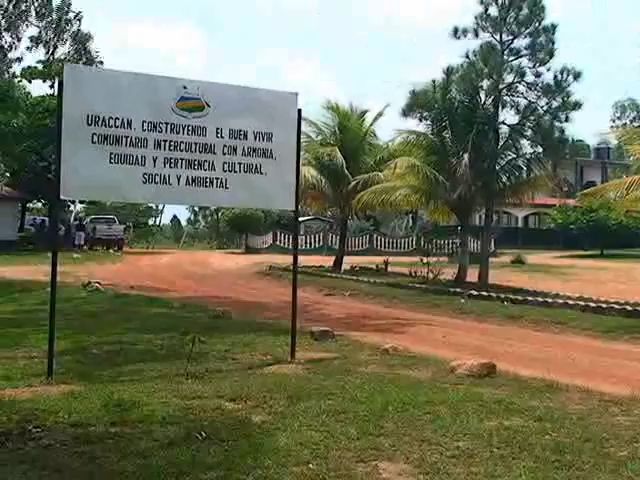 URACCAN, CONSTRUYENDO EL BUEN VIVIR
COMUNITARIO INTERCULTURAL CON ARMONIA,
EQUIDAD Y PERTINENCIA CULTURAL,
SOCIAL Y AMBIENTAL